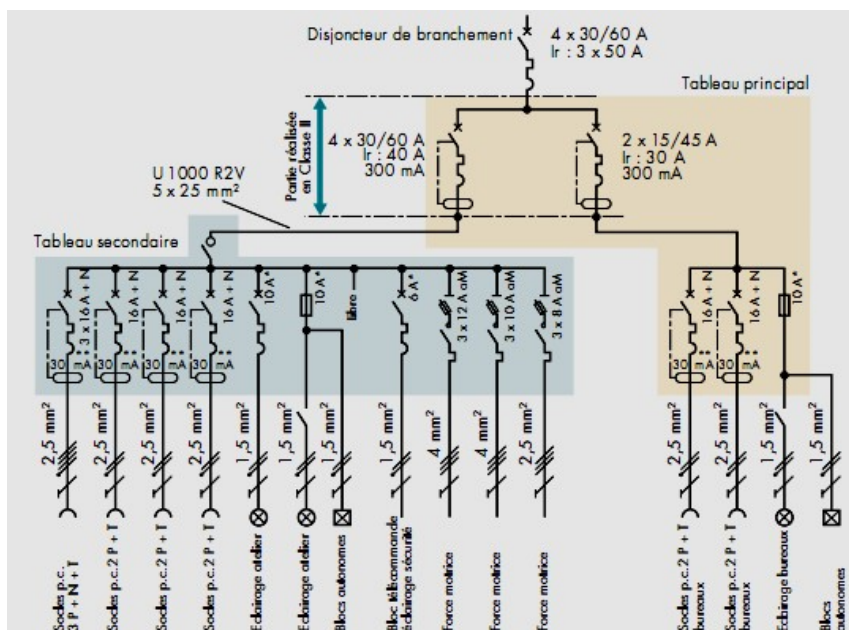 Disjoncteur de branchement
4 x 30/60 A
Ir : 3 x 50 A
Tableau principal
Partie réalisée
en Classe II
4 x 30/60 A
Ir : 40 A
300 mA
2 x 15/45 A
Ir : 30 A
300 mA
U 1000 R2V
5 x 25 mm²
Tableau secondaire
3 x 16 A + N
16 A + N
16 A + N
16 A + N
10 A*
10 A*
libre
6 A*
3 x 12 A aM
3 x 10 A aM
3 x 8 A aM
16 A + N
16 A + N
10 A*
30 mA**
30 mA**
30 mA**
30 mA**
30 mA**
30 mA**
2,5 mm²
2,5 mm²
2,5 mm²
2,5 mm²
1,5 mm²
1,5 mm²
1,5 mm²
1,5 mm²
4 mm²
4 mm²
2,5 mm²
2,5 mm²
2,5 mm²
1,5 mm²
1,5 mm²
Socles p.c.
3 P + N + T
Socles p.c. 2 P + T
Socles p.c. 2 P + T
Socles p.c. 2 P + T
Eclairage atelier
Eclairage atelier
Blocs autonomes
Bloc télécommande
éclairage sécurité
Force motrice
Force motrice
Force motrice
Socles p.c. 2 P + T
bureaux
Socles p.c. 2 P + T
bureaux
Eclairage bureaux
Blocs
autonomes